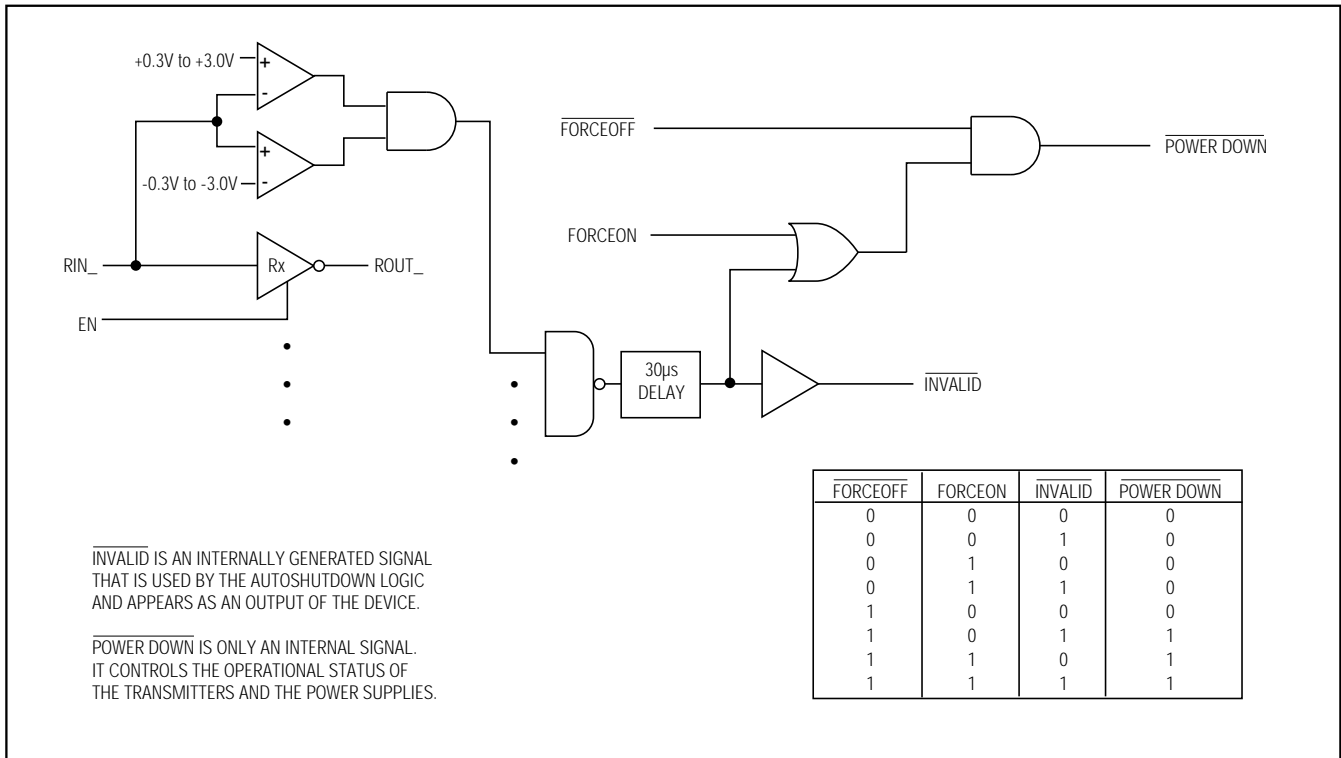 +0.3V to +3.0V
+
-
+
-0.3V to -3.0V
-
RIN_
Rx
ROUT_
EN
FORCEOFF
POWER DOWN
FORCEON
30µs
DELAY
INVALID
FORCEOFF FORCEON INVALID POWER DOWN
0 0 0 0
0 0 1 0
0 1 0 0
0 1 1 0
1 0 0 0
1 0 1 1
1 1 0 1
1 1 1 1
INVALID IS AN INTERNALLY GENERATED SIGNAL
THAT IS USED BY THE AUTOSHUTDOWN LOGIC
AND APPEARS AS AN OUTPUT OF THE DEVICE.
POWER DOWN IS ONLY AN INTERNAL SIGNAL.
IT CONTROLS THE OPERATIONAL STATUS OF
THE TRANSMITTERS AND THE POWER SUPPLIES.